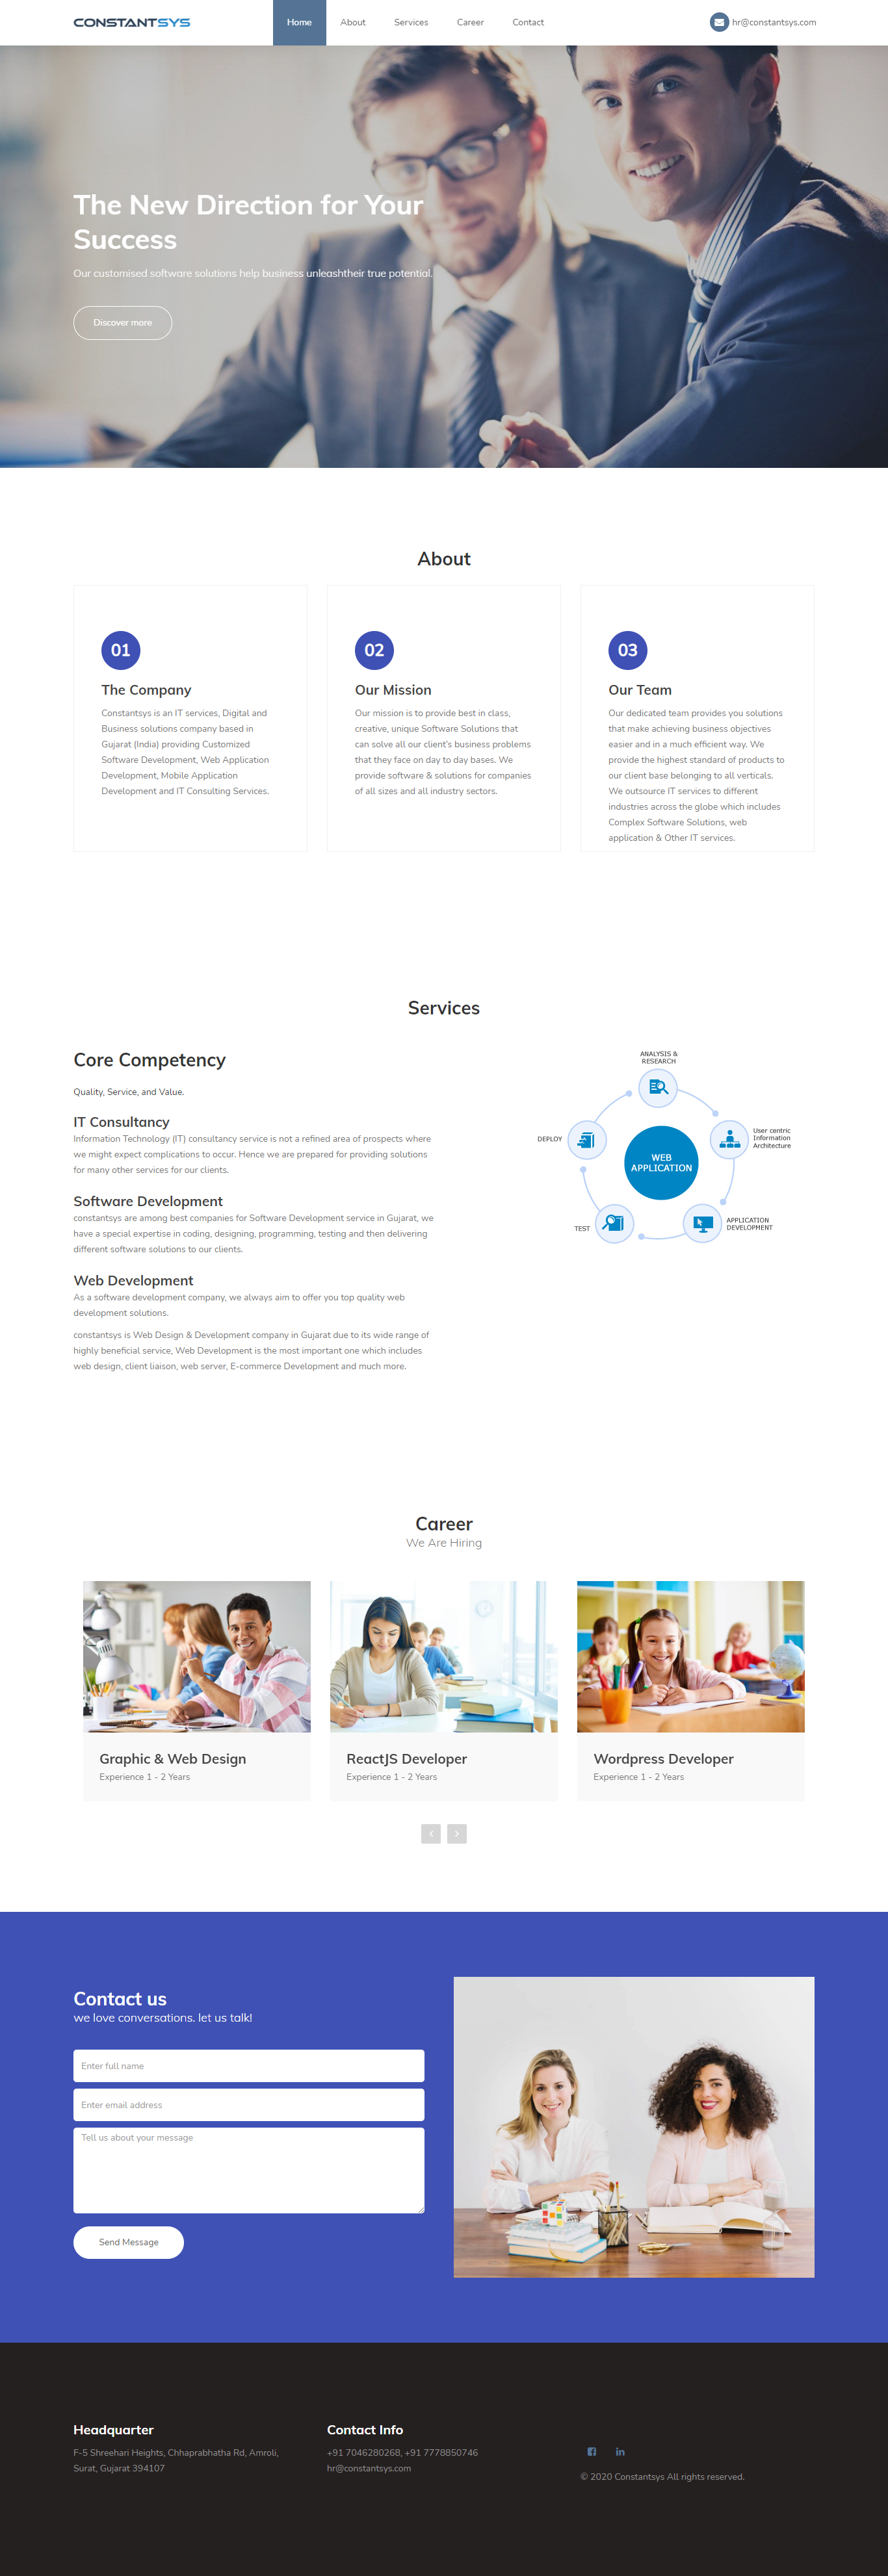 CONSTANTSYS
Home
About
Services
Career
Contact
hr@constantsys.com
The New Direction for Your
Success
Our customised software solutions help business unleashtheir true potential.
Discover more
About
01
The Company
Constantsys is an IT services, Digital and
Business solutions company based in
Gujarat (India) providing Customized
Software Development, Web Application
Development, Mobile Application
Development and IT Consulting Services.
02
Our Mission
Our mission is to provide best in class,
creative, unique Software Solutions that
can solve all our client's business problems
that they face on day to day bases. We
provide software & solutions for companies
of all sizes and all industry sectors.
03
Our Team
Our dedicated team provides you solutions
that make achieving business objectives
easier and in a much efficient way. We
provide the highest standard of products to
our client base belonging to all verticals.
We outsource IT services to different
industries across the globe which includes
Complex Software Solutions, web
application & Other IT services.
Services
Core Competency
Quality, Service, and Value.
IT Consultancy
Information Technology (IT) consultancy service is not a refined area of prospects where
we might expect complications to occur. Hence we are prepared for providing solutions
for many other services for our clients.
Software Development
constantsys are among best companies for Software Development service in Gujarat, we
have a special expertise in coding, designing, programming, testing and then delivering
different software solutions to our clients.
Web Development
As a software development company, we always aim to offer you top quality web
development solutions.
constantsys is Web Design & Development company in Gujarat due to its wide range of
highly beneficial service, Web Development is the most important one which includes
web design, client liaison, web server, E-commerce Development and much more.
ANALYSIS &
RESEARCH
User centric
Information
Architecture
APPLICATION
DEVELOPMENT
TEST
DEPLOY
WEB
APPLICATION
Career
We Are Hiring
Graphic & Web Design
Experience 1 - 2 Years
ReactJS Developer
Experience 1 - 2 Years
Wordpress Developer
Experience 1 - 2 Years
Contact us
we love conversations. let us talk!
Enter full name
Enter email address
Tell us about your message
Send Message
Headquarter
F-5 Shreehari Heights, Chhaprabhatha Rd, Amroli,
Surat, Gujarat 394107
Contact Info
+91 7046280268, +91 7778850746
hr@constantsys.com
© 2020 Constantsys All rights reserved.